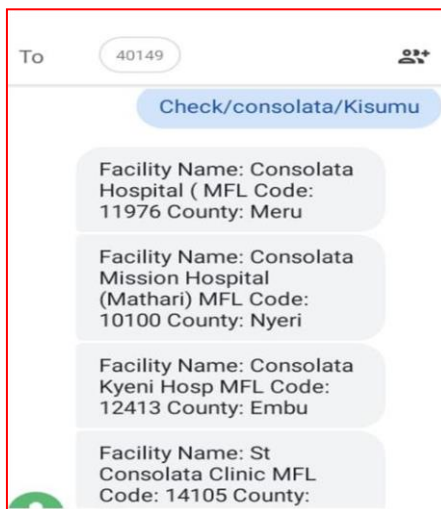 To 40149
Check/consolata/Kisumu
Facility Name: Consolata
Hospital ( MFL Code:
11976 County: Meru
Facility Name: Consolata
Mission Hospital
(Mathari) MFL Code:
10100 County: Nyeri
Facility Name: Consolata
Kyeni Hosp MFL Code:
12413 County: Embu
Facility Name: St
Consolata Clinic MFL
Code: 14105 County: